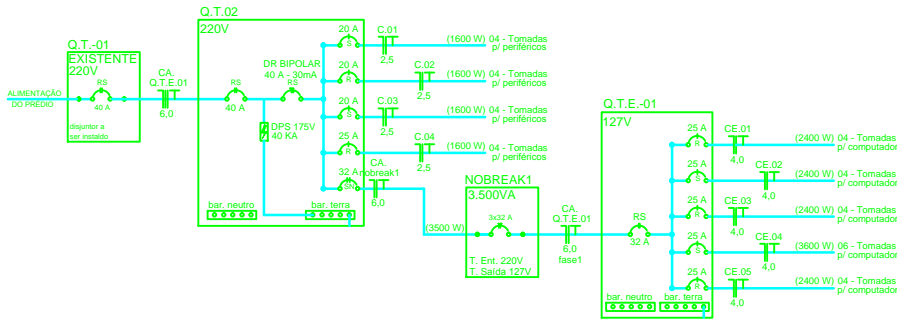 Q.T.-01
EXISTENTE
220V
RS
40 A
disjuntor a
ser instaldo
ALIMENTAÇÃO
DO PRÉDIO
CA.
Q.T.E.01
6,0
Q.T.02
220V
RS
40 A
DR BIPOLAR
40 A - 30mA
RS
DPS 175V
40 KA
bar. neutro
bar. terra
20 A
S
C.01
2.5
(1600 W) 04 - Tomadas
p/ periféricos
20 A
R
C.02
2.5
(1600 W) 04 - Tomadas
p/ periféricos
20 A
S
C.03
2.5
(1600 W) 04 - Tomadas
p/ periféricos
25 A
R
C.04
2.5
(1600 W) 04 - Tomadas
p/ periféricos
32 A
SN
CA.
nobreak1
6,0
(3500 W)
NOBREAK1
3.500VA
3x32 A
T. Ent. 220V
T. Saída 127V
CA.
Q.T.E.01
6,0
fase1
Q.T.E.-01
127V
RS
32 A
bar. neutro
bar. terra
25 A
R
CE.01
4,0
(2400 W) 04 - Tomadas
p/ computador
25 A
S
CE.02
4,0
(2400 W) 04 - Tomadas
p/ computador
25 A
R
CE.03
4,0
(2400 W) 04 - Tomadas
p/ computador
25 A
S
CE.04
4,0
(3600 W) 06 - Tomadas
p/ computador
25 A
R
CE.05
4,0
(2400 W) 04 - Tomadas
p/ computador